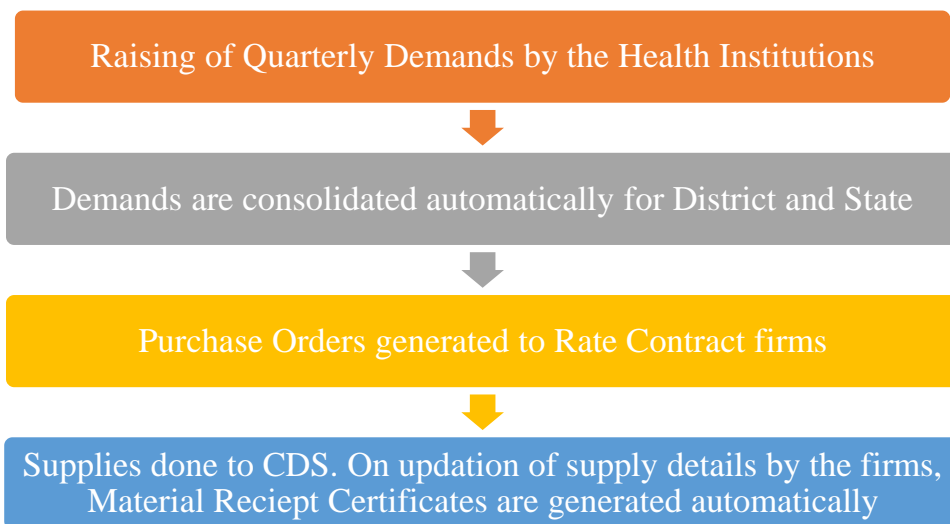 Raising of Quarterly Demands by the Health Institutions
Demands are consolidated automatically for District and State
Purchase Orders generated to Rate Contract firms
Supplies done to CDS. On updation of supply details by the firms,
Material Reciept Certificates are generated automatically